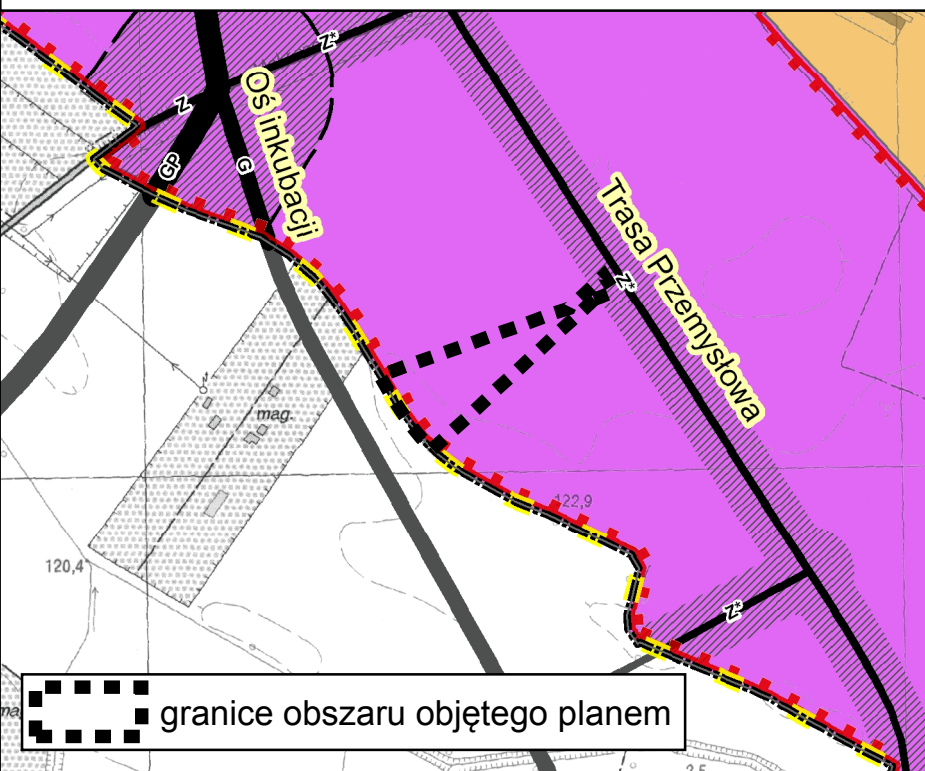 Z*
Z
Oś inkubacji
GP
G
Trasa Przemysłowa
Z*
mag.
122,9
120,4
Z*
granice obszaru objętego planem